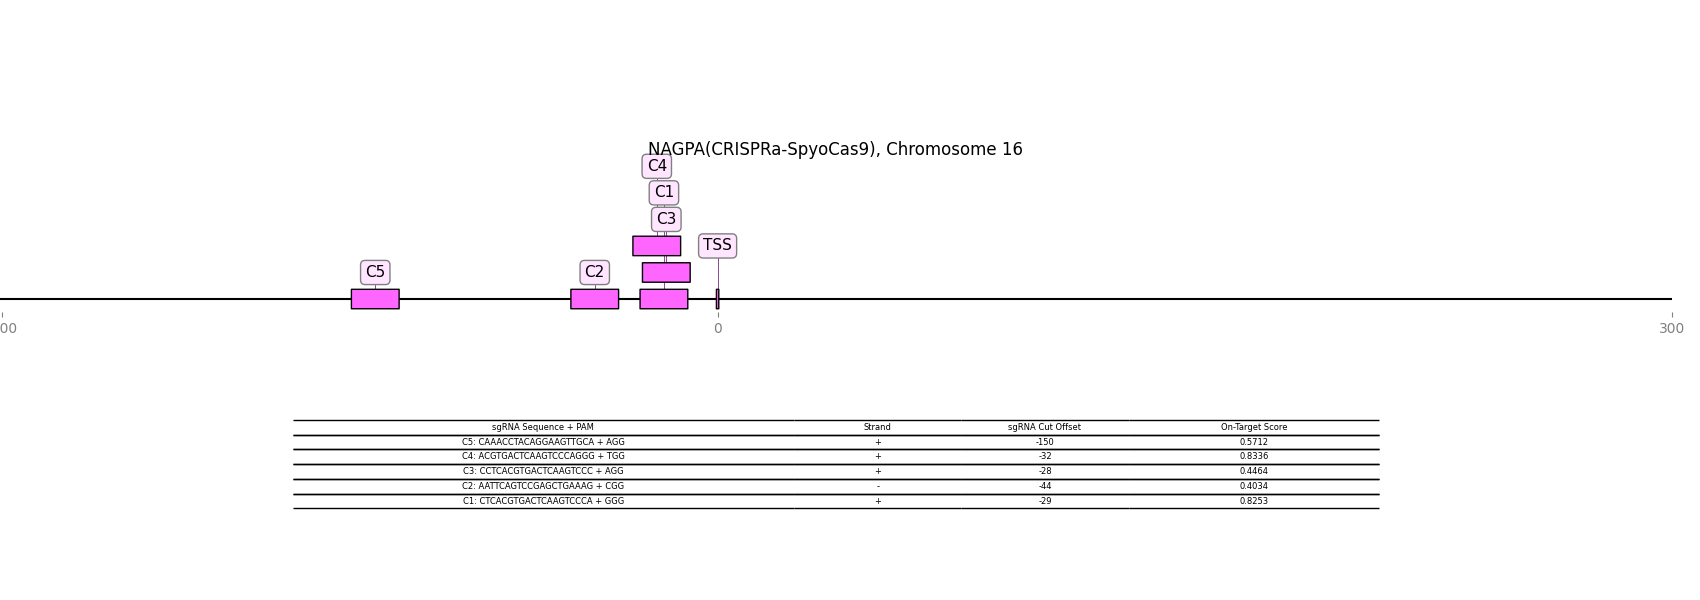 NAGPA(CRISPRa-SpyoCas9), Chromosome 16
C4
C1
C3
TSS
C5
C2
00
0
300
sgRNA Sequence + PAM Strand sgRNA Cut Offset On-Target Score
C5: CAAACCTACAGGAAGTTGCA + AGG + -150 0.5712
C4: ACGTGACTCAAGTCCCAGGG + TGG + -32 0.8336
C3: CCTCACGTGACTCAAGTCCC + AGG + -28 0.4464
C2: AATTCAGTCCGAGCTGAAAG + CGG - -44 0.4034
C1: CTCACGTGACTCAAGTCCCA + GGG + -29 0.8253